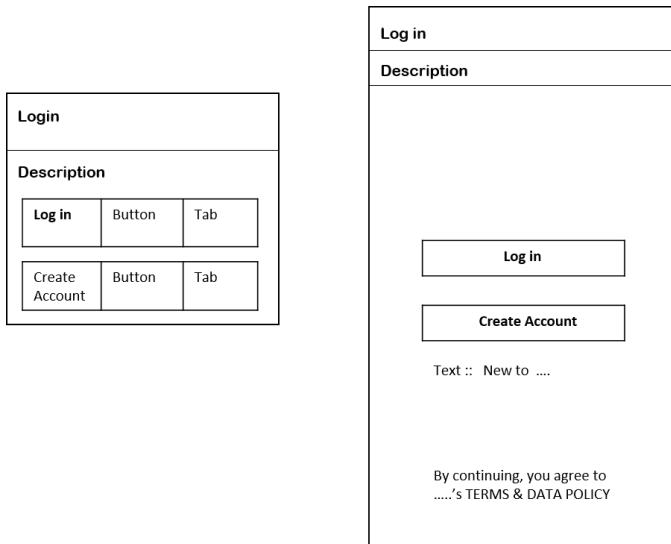 Login
Description
Log in Button Tab
Create Account Button Tab
Log in
Description
Log in
Create Account
Text :: New to ....
By continuing, you agree to
.....'s TERMS & DATA POLICY